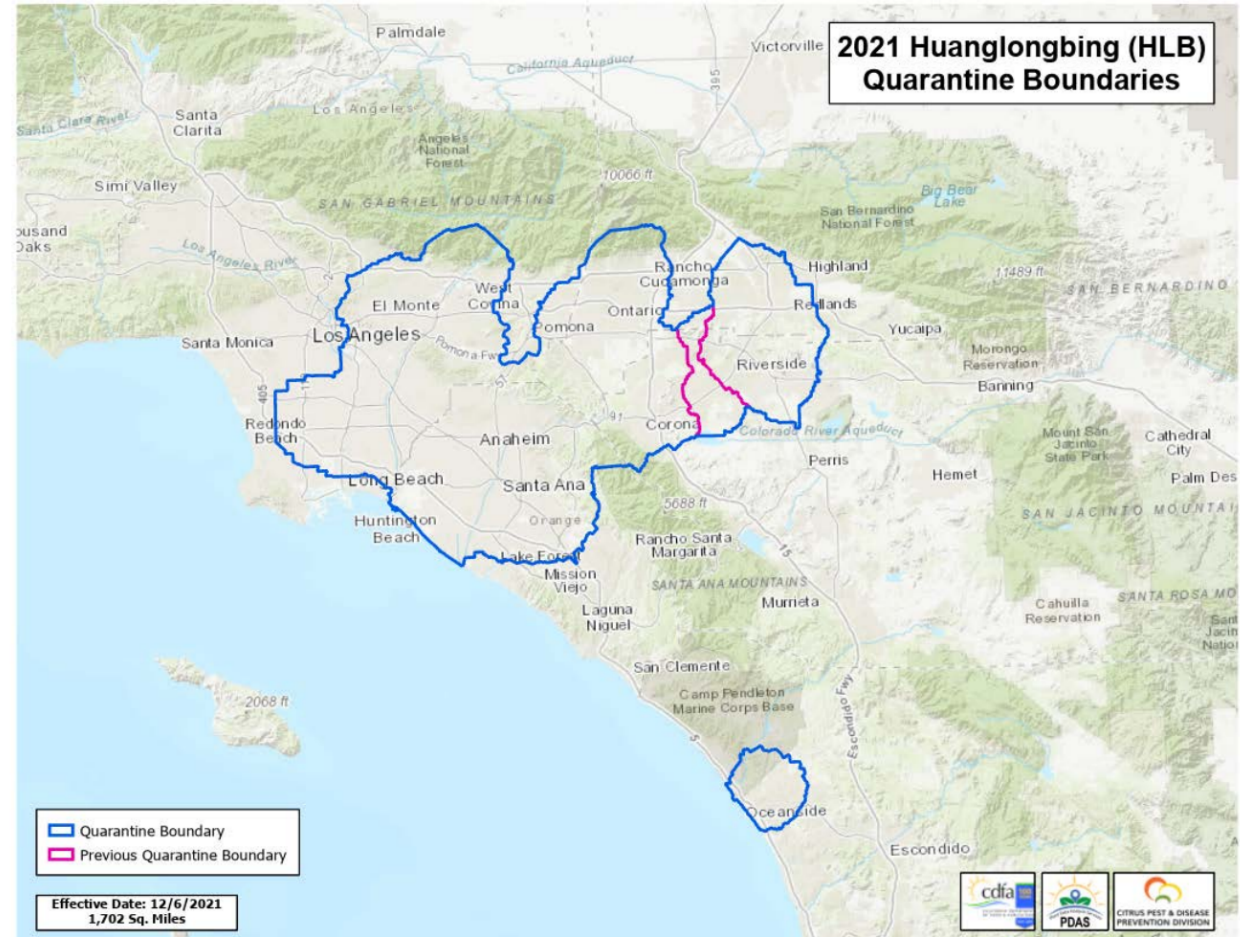 2021 Huanglongbing (HLB)
Quarantine Boundaries
Palmdale
Victorville
California Aqueduct
395
Los Angeles
Santa Clara River
Santa
Clarita
Angeles
National
Forest
10066 ft
Simi Valley
SAN GABRIEL MOUNTAINS
Big Bear
Lake
San Bernardino
National Forest
ousand
Oaks
Los Angeles River
2
Rancho
Cucamonga
Highland
11489 ft
SAN BERNARDINO
West
Covina
El Monte
Ontario
Redlands
Los Angeles
Pomona
Yucaipa
Santa Monica
Pomona Fwy
Morongo
Reservation
Riverside
Banning
405
57
91
Redondo
Beach
Corona
Colorado River Aqueduct
Anaheim
Mount San
Jacinto
State Park
Cathedral
City
Perris
Hemet
Palm Des
Long Beach
Santa Ana
5688 ft
SAN JACINTO MOUNTAI
Huntington
Beach
Orange
Rancho Santa
Margarita
15
Lake Forest
Mission
Viejo
SANTA ANA MOUNTAINS
Murrieta
Cahuilla
Reservation
SANTA ROSA MO
Laguna
Niguel
Sant
Jacin
Natio
San Clemente
Camp Pendleton
Marine Corps Base
Escondido Fwy
2068 ft
5
Oceanside
Escondido
Quarantine Boundary
Previous Quarantine Boundary
Effective Date: 12/6/2021
1,702 Sq. Miles
cdfa
PDAS
CITRUS PEST & DISEASE
PREVENTION DIVISION